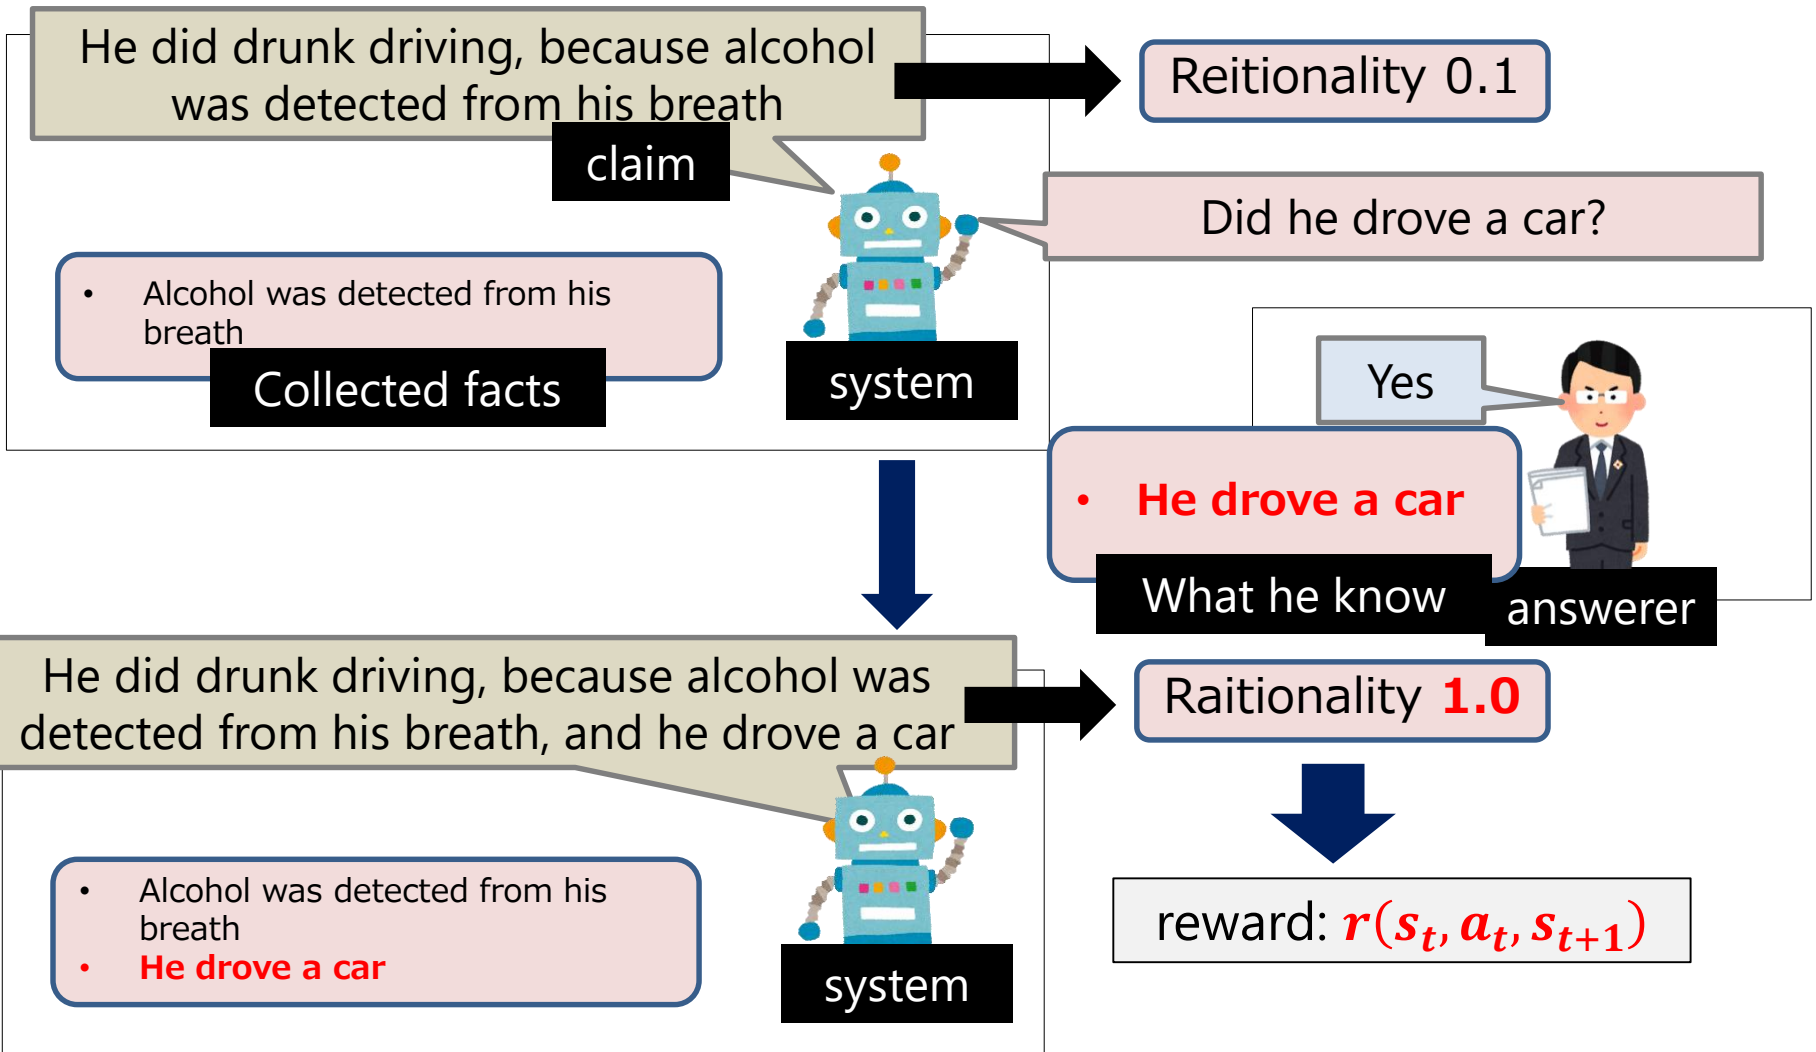 He did drunk driving, because alcohol
was detected from his breath
claim
Reitionality 0.1
Did he drove a car?
• Alcohol was detected from his
breath
Collected facts
system
Yes
• He drove a car
What he know
answerer
He did drunk driving, because alcohol was
detected from his breath, and he drove a car
Raitionality 1.0
• Alcohol was detected from his
breath
• He drove a car
system
reward: r(s_t, a_t, s_{t+1})